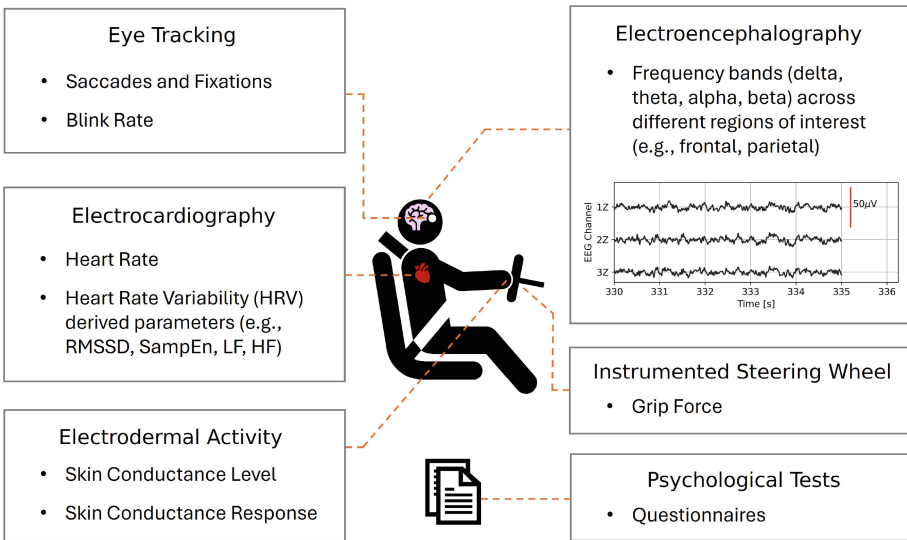 Eye Tracking
• Saccades and Fixations
• Blink Rate
Electrocardiography
• Heart Rate
• Heart Rate Variability (HRV)
derived parameters (e.g.,
RMSSD, SampEn, LF, HF)
Electrodermal Activity
• Skin Conductance Level
• Skin Conductance Response
Electroencephalography
• Frequency bands (delta,
theta, alpha, beta) across
different regions of interest
(e.g., frontal, parietal)
50μV
EEG Channel
1Z
2Z
3Z
330 331 332 333 334 335 336
Time [s]
Instrumented Steering Wheel
• Grip Force
Psychological Tests
• Questionnaires